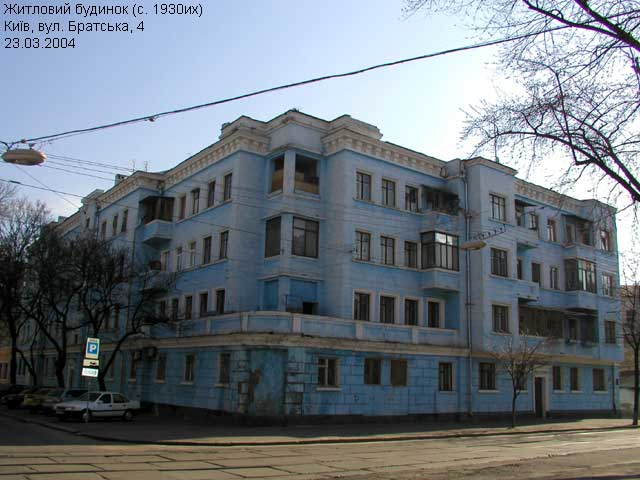 Житловий будинок (с. 1930их)
Київ, вул. Братська, 4
23.03.2004
P